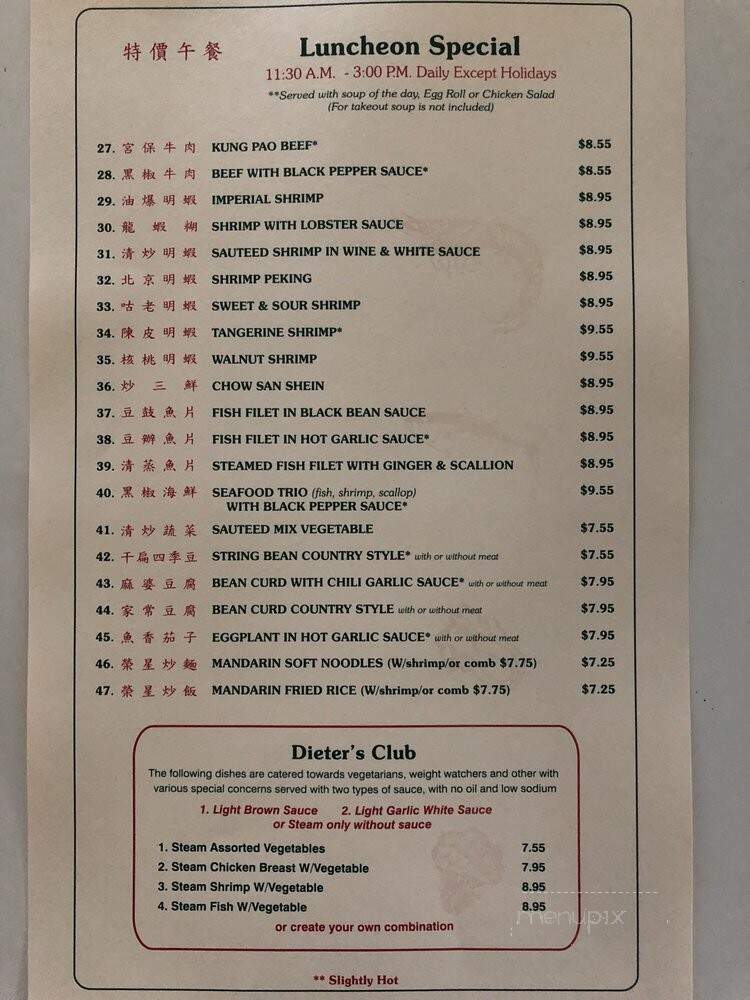 特價午餐 Luncheon Special
11:30 A.M. - 3:00 P.M. Daily Except Holidays
**Served with soup of the day, Egg Roll or Chicken Salad
(For takeout soup is not included)
27. 宮保牛肉 KUNG PAO BEEF* $8.55
28. 黑椒牛肉 BEEF WITH BLACK PEPPER SAUCE* $8.55
29. 油爆明蝦 IMPERIAL SHRIMP $8.95
30. 龍蝦糊 SHRIMP WITH LOBSTER SAUCE $8.95
31. 清炒明蝦 SAUTEED SHRIMP IN WINE & WHITE SAUCE $8.95
32. 北京明蝦 SHRIMP PEKING $8.95
33. 咕老明蝦 SWEET & SOUR SHRIMP $8.95
34. 陳皮明蝦 TANGERINE SHRIMP* $9.55
35. 核桃明蝦 WALNUT SHRIMP $9.55
36. 炒三鮮 CHOW SAN SHEIN $8.95
37. 豆鼓魚片 FISH FILET IN BLACK BEAN SAUCE $8.95
38. 豆瓣魚片 FISH FILET IN HOT GARLIC SAUCE* $8.95
39. 清蒸魚片 STEAMED FISH FILET WITH GINGER & SCALLION $8.95
40. 黑椒海鮮 SEAFOOD TRIO (fish, shrimp, scallop) $9.55
WITH BLACK PEPPER SAUCE*
41. 清炒蔬菜 SAUTEED MIX VEGETABLE $7.55
42. 干扁四季豆 STRING BEAN COUNTRY STYLE* with or without meat $7.55
43. 麻婆豆腐 BEAN CURD WITH CHILI GARLIC SAUCE* with or without meat $7.95
44. 家常豆腐 BEAN CURD COUNTRY STYLE with or without meat $7.95
45. 魚香茄子 EGGPLANT IN HOT GARLIC SAUCE* with or without meat $7.95
46. 榮星炒麵 MANDARIN SOFT NOODLES (W/shrimp/or comb $7.75) $7.25
47. 榮星炒飯 MANDARIN FRIED RICE (W/shrimp/or comb $7.75) $7.25
Dieter's Club
The following dishes are catered towards vegetarians, weight watchers and other with
various special concerns served with two types of sauce, with no oil and low sodium
1. Light Brown Sauce 2. Light Garlic White Sauce
or Steam only without sauce
1. Steam Assorted Vegetables 7.55
2. Steam Chicken Breast W/Vegetable 7.95
3. Steam Shrimp W/Vegetable 8.95
4. Steam Fish W/Vegetable 8.95
or create your own combination
menupix
** Slightly Hot